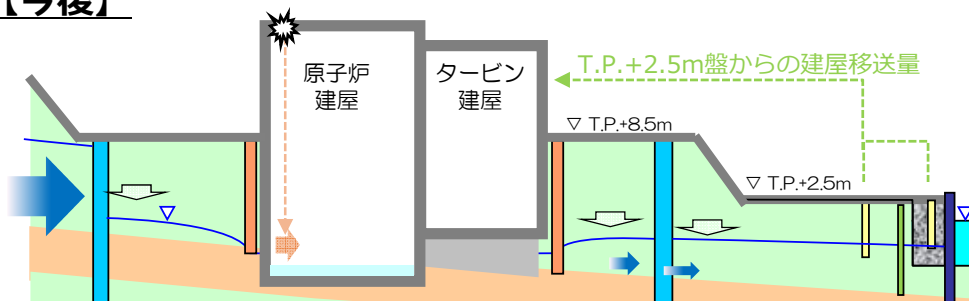 【今後】
原子炉
建屋
タービン
建屋
T.P.+2.5m盤からの建屋移送量
▽ T.P.+8.5m
▽ T.P.+2.5m